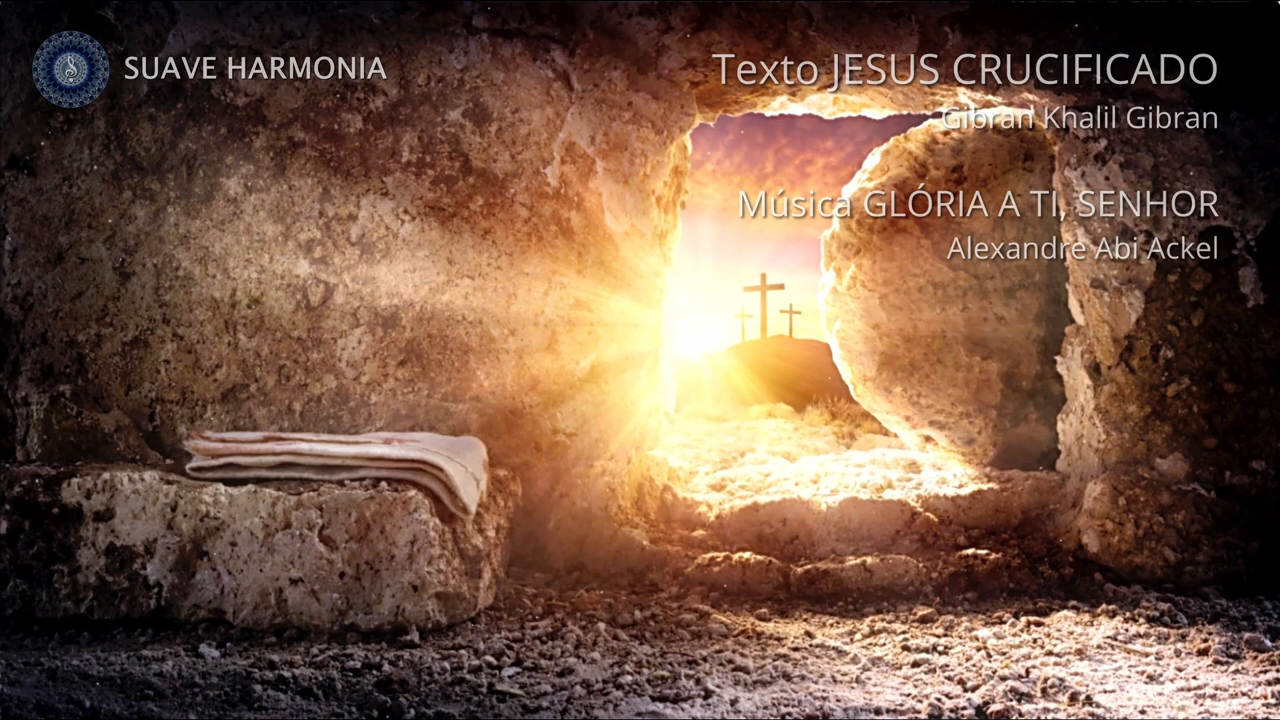 SUAVE HARMONIA
Texto JESUS CRUCIFICADO
Gibran Khalil Gibran
Música GLÓRIA A TI, SENHOR
Alexandre Abi Ackel